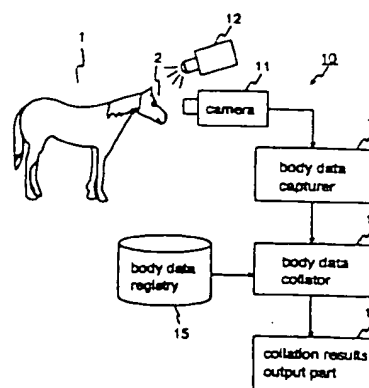 12
1
2
11
10
camera
body data
capturer
body data
registry
body data
collator
15
collation results
output part